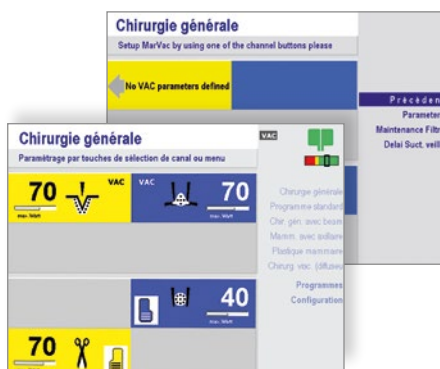 Chirurgie générale
Setup MarVac by using one of the channel buttons please
No VAC parameters defined
Précéden
Parameter
Maintenance Filtr
Delai Suct. veill
Chirurgie générale
Paramétrage par touches de sélection de canal ou menu
VAC
70 VAC VAC 70
max. Watt max. Watt
Chirurgie générale
Programme standard
Chir. gén. avec beam
Mamm. avec axillaire
Plastique mammaire
Chirurg. visc. (diffuseu
40
max. Watt
Programmes
Configuration
70